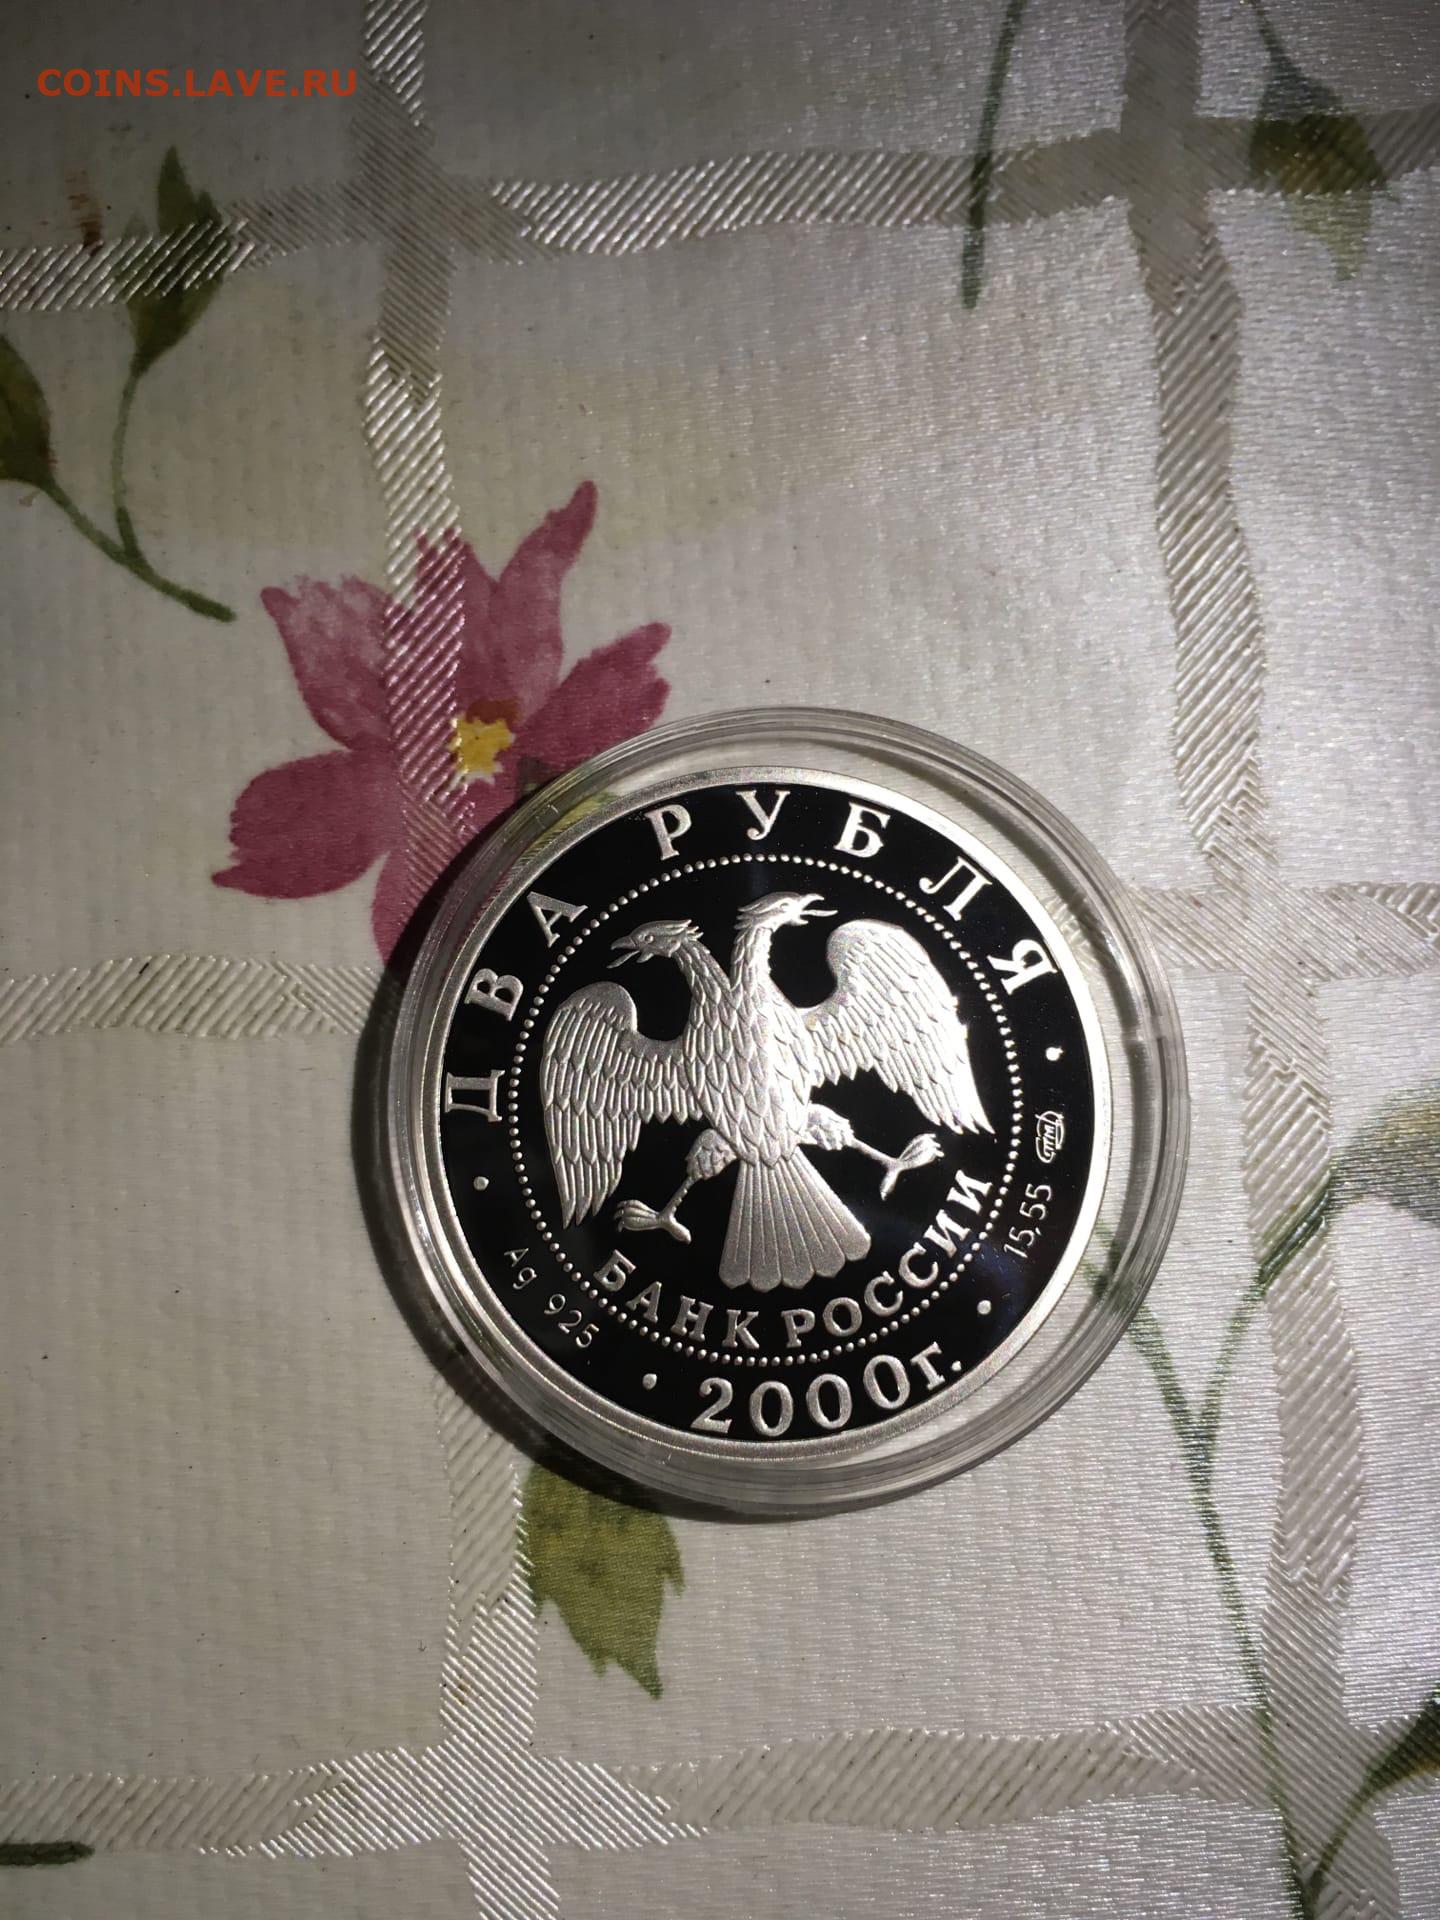 COINS.LAVE.RU
ДВА РУБЛЯ
БАНК РОССИИ
Ag 925
15,55
СПМД
2000г.